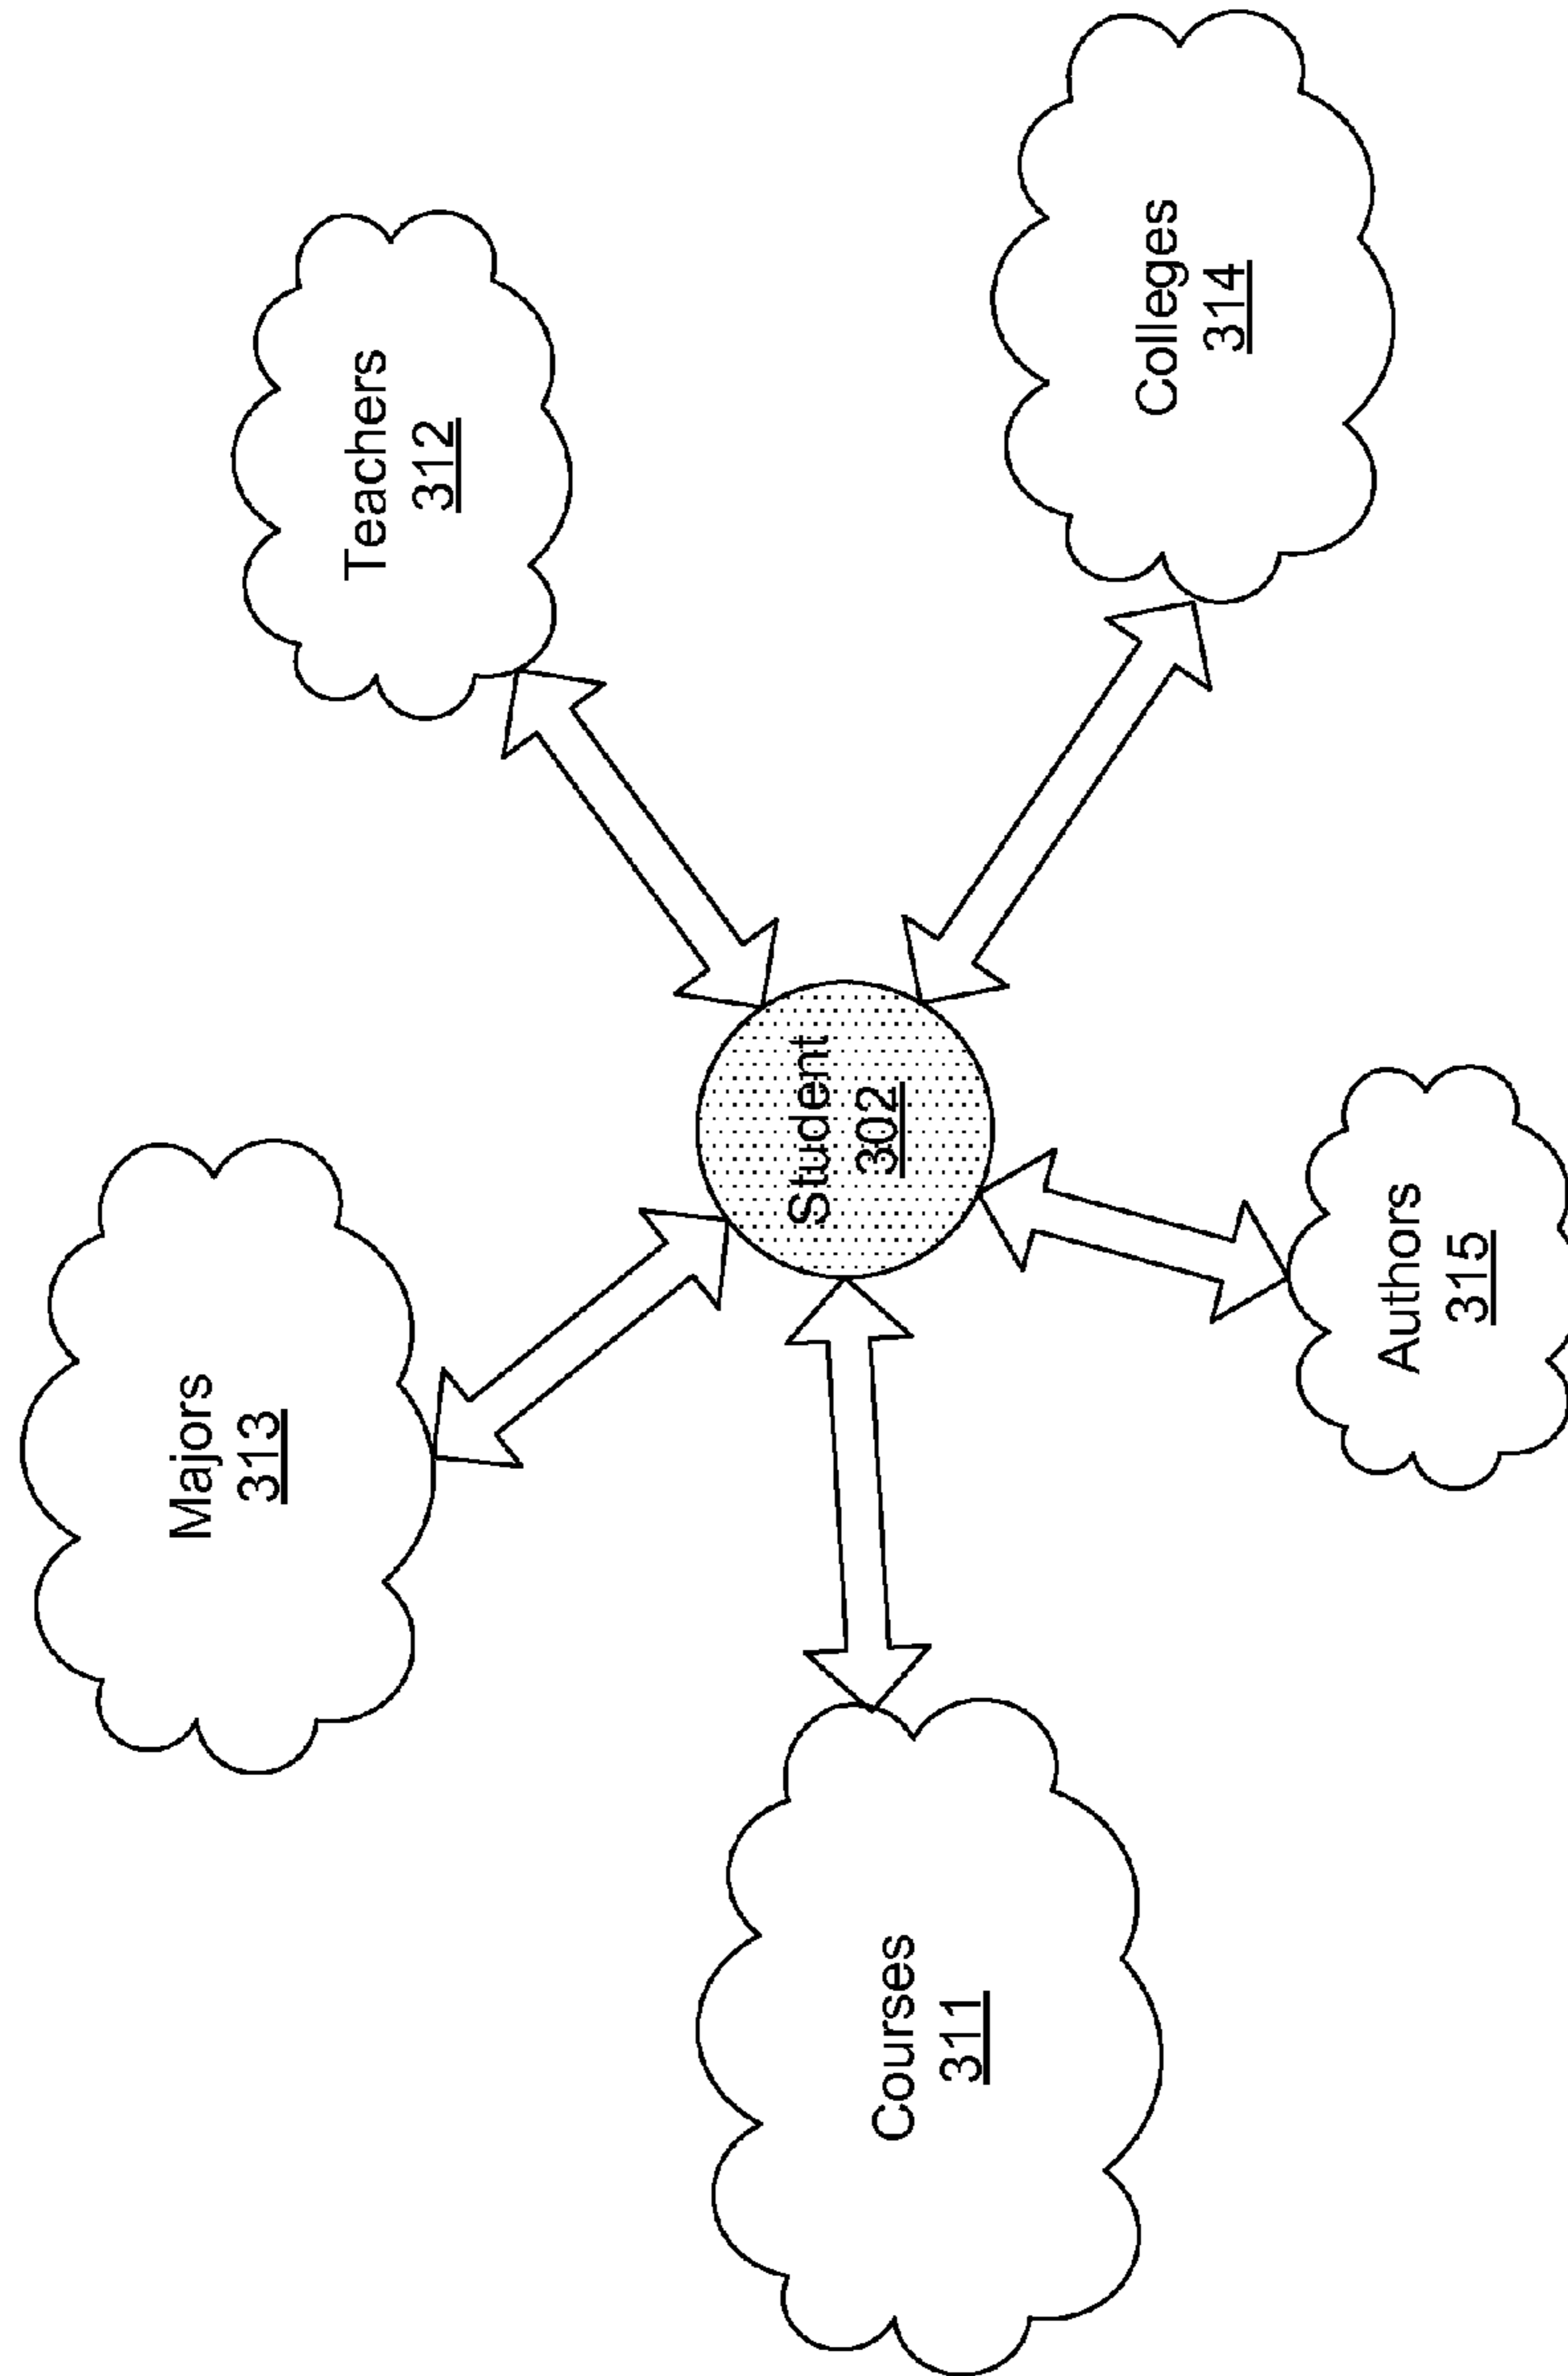 Majors
313
Teachers
312
Student
302
Courses
311
Colleges
314
Authors
315